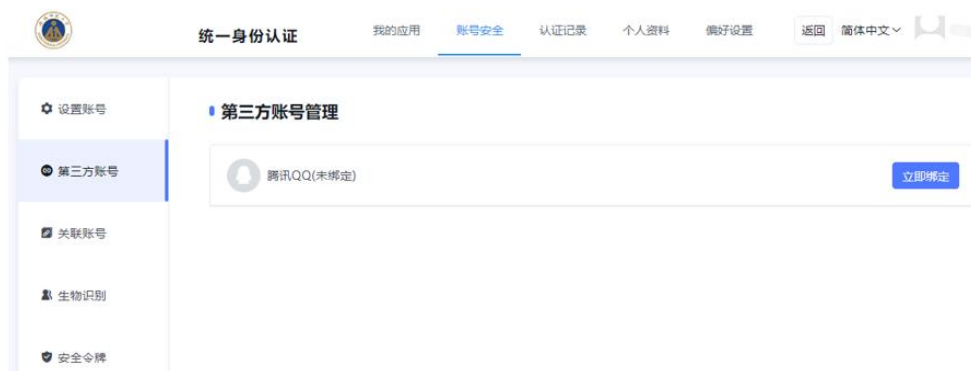 统一身份认证 我的应用 账号安全 认证记录 个人资料 偏好设置 返回 简体中文
设置账号
第三方账号管理
第三方账号
腾讯QQ(未绑定) 立即绑定
关联账号
生物识别
安全令牌